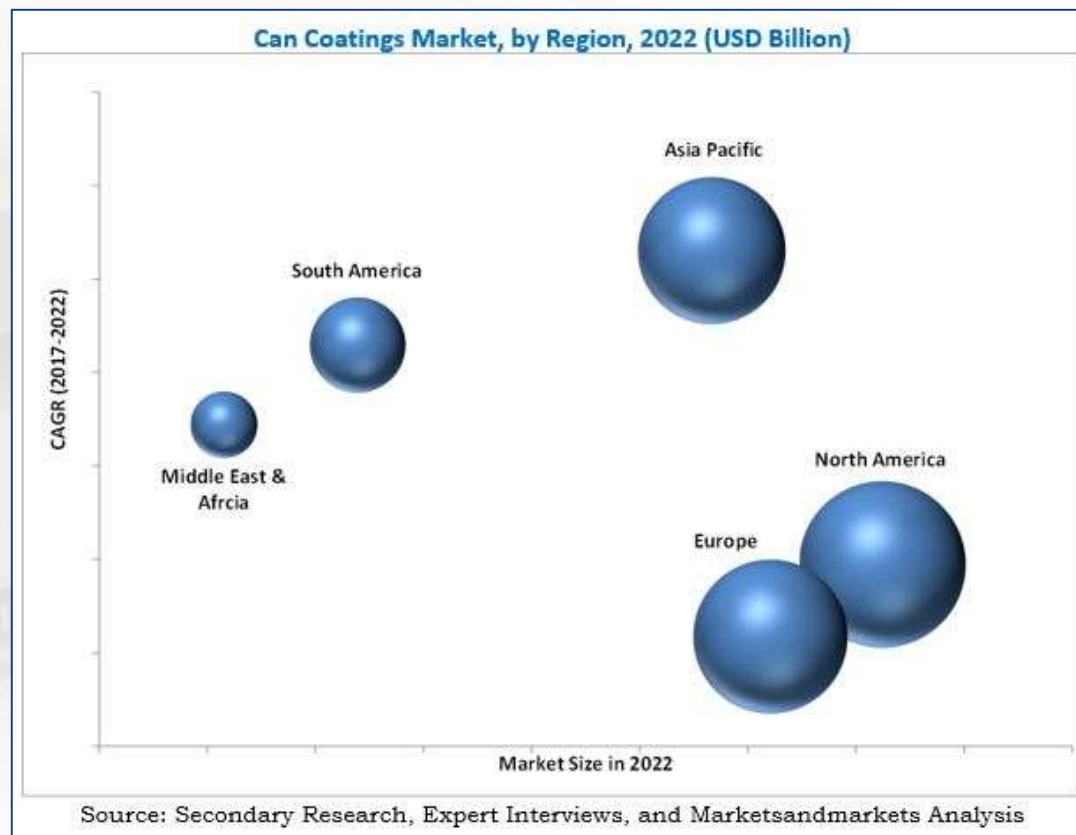 Can Coatings Market, by Region, 2022 (USD Billion)
Asia Pacific
South America
CAGR (2017-2022)
Middle East &
Afrcia
North America
Europe
Market Size in 2022
Source: Secondary Research, Expert Interviews, and Marketsandmarkets Analysis